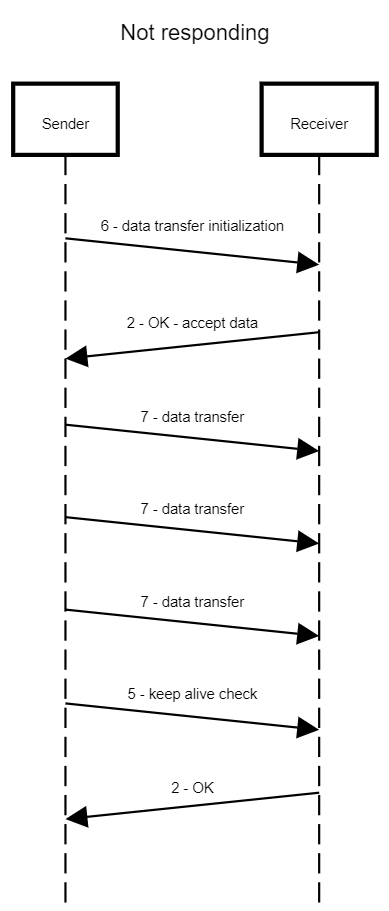 Not responding
Sender
Receiver
6 - data transfer initialization
2 - OK - accept data
7 - data transfer
7 - data transfer
7 - data transfer
5 - keep alive check
2 - OK